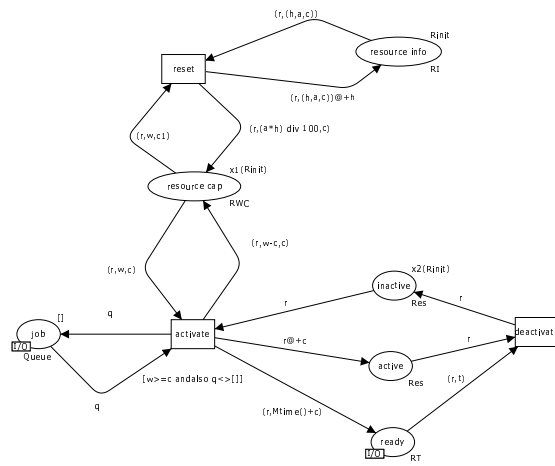 (r,(h,a,c))
Rinit
resource info
reset
RI
(r,(h,a,c))@+h
(r,w,c1)
(r,(a*h) div 100,c)
x1(Rinit)
resource cap
RWC
(r,w-c,c)
(r,w,c)
x2(Rinit)
inactive
r
[]
q
r
Res
job
activate
deactivate
I/O
r@+c
r
Queue
active
[w>=c andalso q<>[]]
Res
(r,t)
q
(r,Mtime()+c)
ready
I/O
RT